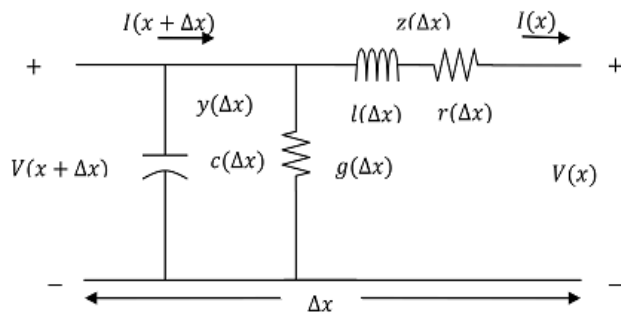 I(x + Δx)
z(Δx)
I(x)
+
+
y(Δx)
l(Δx)
r(Δx)
V(x + Δx)
c(Δx)
g(Δx)
V(x)
−
−
Δx